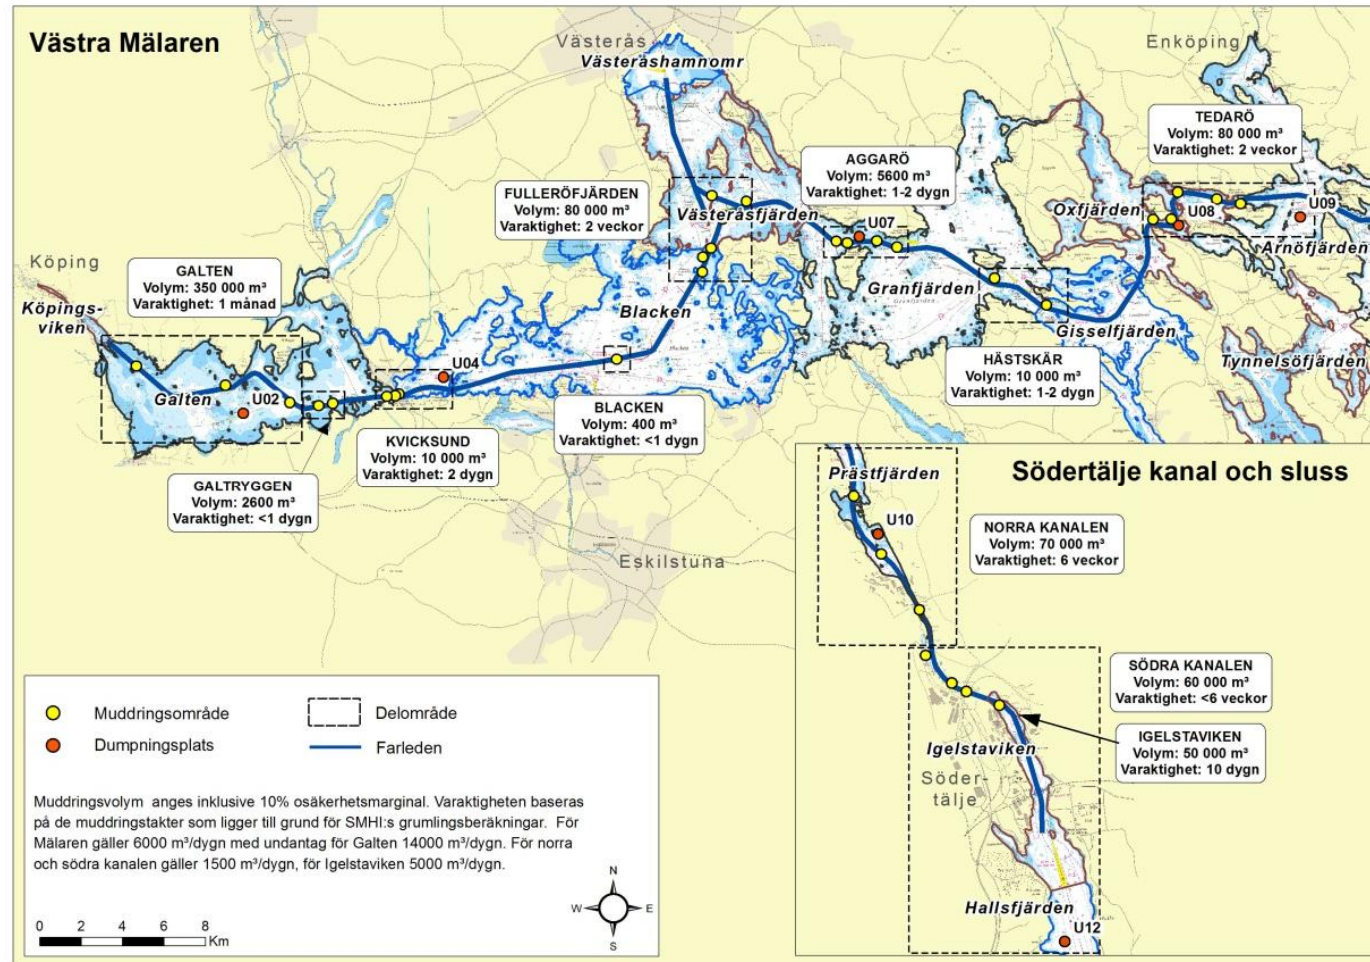 Västra Mälaren
Västerås
Västeråshamnomr
Enköping
TEDARÖ
Volym: 80 000 m³
Varaktighet: 2 veckor
AGGARÖ
Volym: 5600 m³
Varaktighet: 1-2 dygn
FULLERÖFJÄRDEN
Volym: 80 000 m³
Varaktighet: 2 veckor
Västeråsfjärden
U07
Oxfjärden
U08
U09
Arnöfjärden
Köping
Köpings-
viken
GALTEN
Volym: 350 000 m³
Varaktighet: 1 månad
Granfjärden
Blacken
Gisselfjärden
Tynnelsöfjärden
HÄSTSKÄR
Volym: 10 000 m³
Varaktighet: 1-2 dygn
U04
Galten
U02
BLACKEN
Volym: 400 m³
Varaktighet: <1 dygn
KVICKSUND
Volym: 10 000 m³
Varaktighet: 2 dygn
GALTRYGGEN
Volym: 2600 m³
Varaktighet: <1 dygn
Eskilstuna
Södertälje kanal och sluss
Prästfjärden
U10
NORRA KANALEN
Volym: 70 000 m³
Varaktighet: 6 veckor
SÖDRA KANALEN
Volym: 60 000 m³
Varaktighet: <6 veckor
IGELSTAVIKEN
Volym: 50 000 m³
Varaktighet: 10 dygn
Igelstaviken
Söder-
tälje
Hallsfjärden
U12
Muddringsområde
Delområde
Dumpningsplats
Farleden
Muddringsvolym anges inklusive 10% osäkerhetsmarginal. Varaktigheten baseras
på de muddringstakter som ligger till grund för SMHI:s grumlingsberäkningar. För
Mälaren gäller 6000 m³/dygn med undantag för Galten 14000 m³/dygn. För norra
och södra kanalen gäller 1500 m³/dygn, för Igelstaviken 5000 m³/dygn.
N
W
E
S
0 2 4 6 8
Km